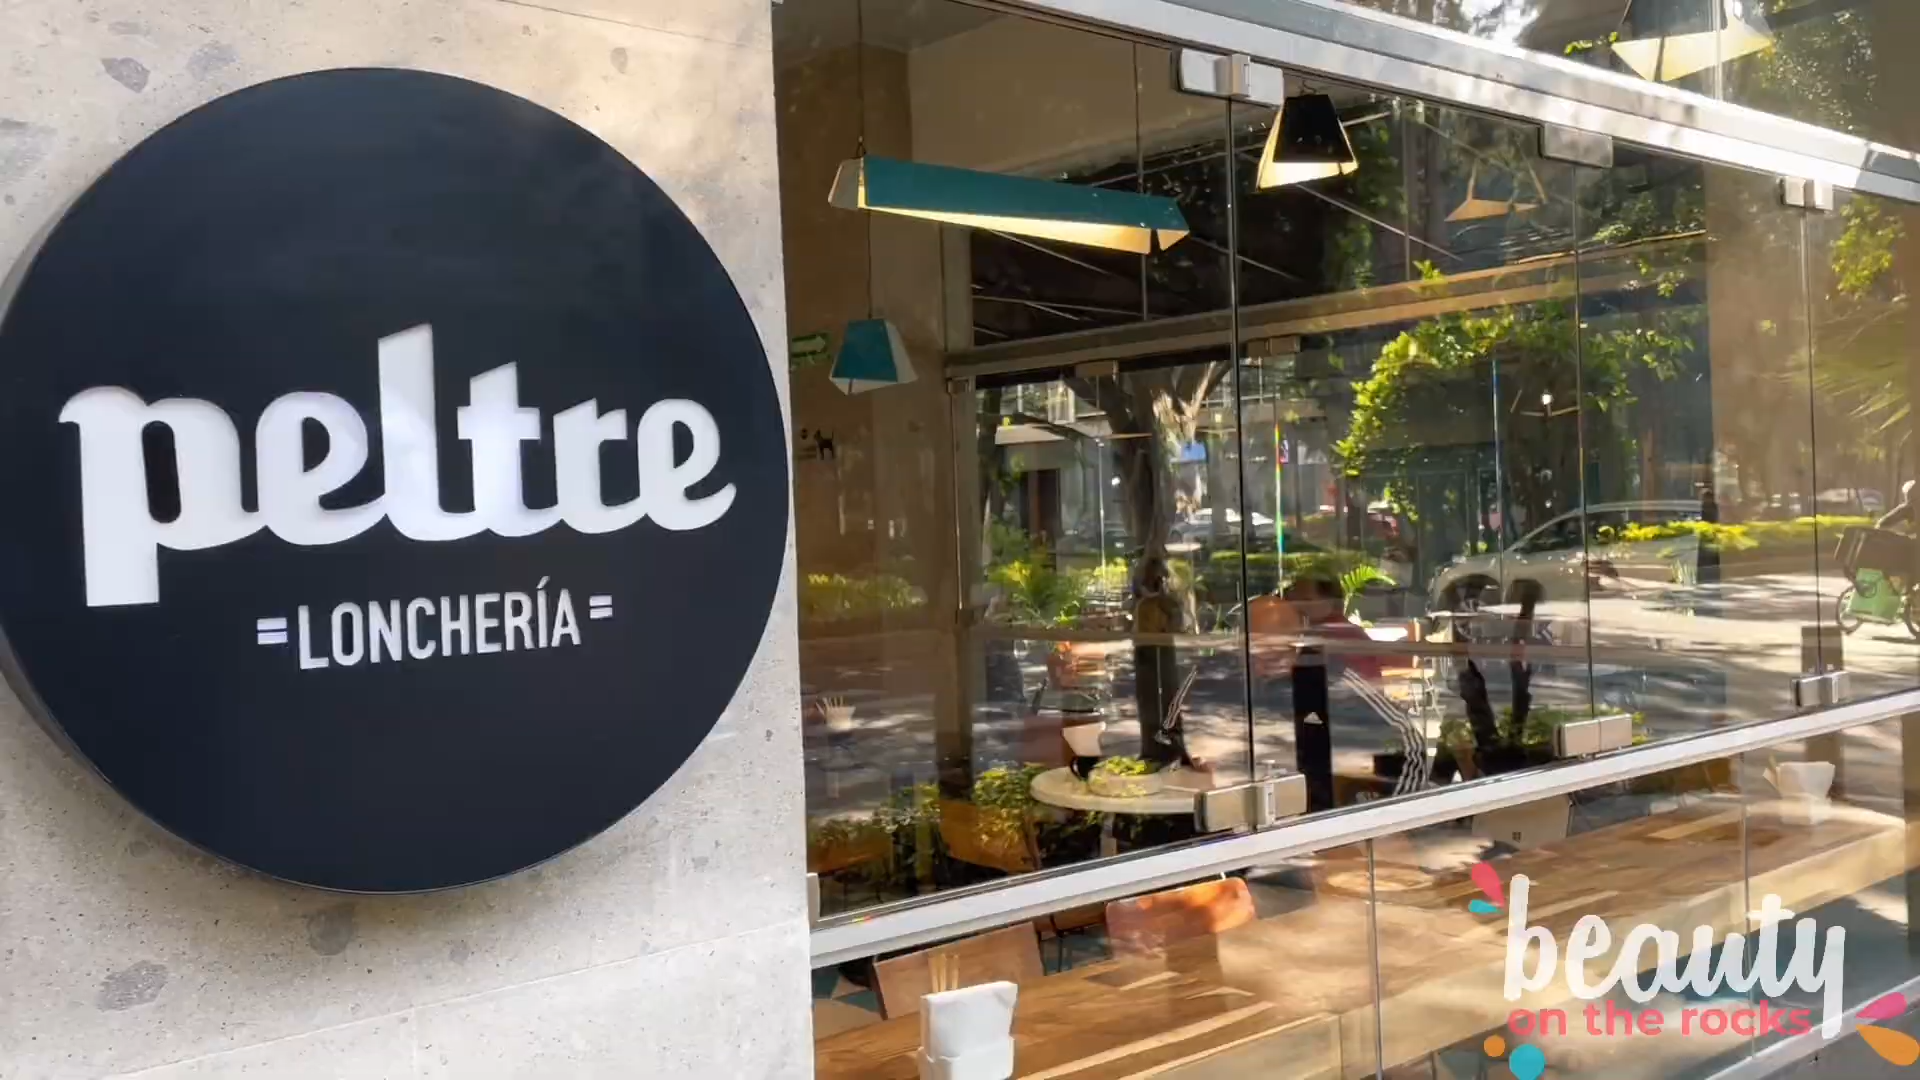 peltre
=LONCHERÍA=
beauty
on the rocks